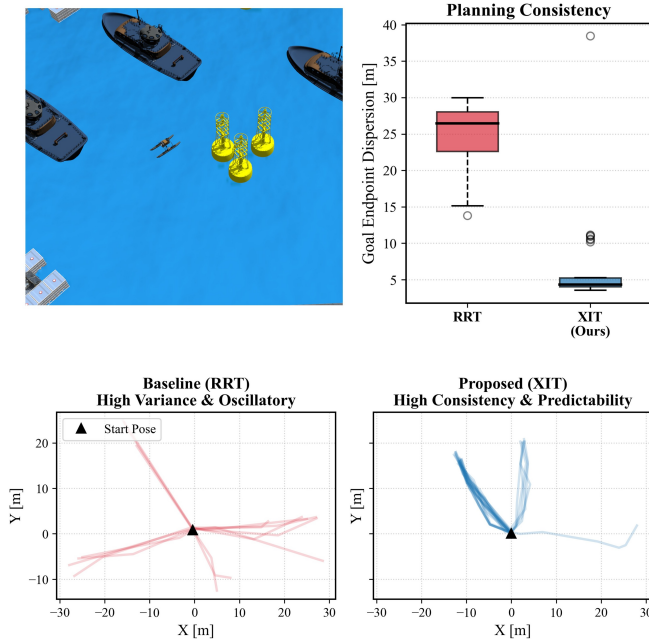 Planning Consistency
Goal Endpoint Dispersion [m]
40
35
30
25
20
15
10
5
RRT
XIT
(Ours)
Baseline (RRT)
High Variance & Oscillatory
Start Pose
Y [m]
20
10
0
−10
−30
−20
−10
0
10
20
30
X [m]
Proposed (XIT)
High Consistency & Predictability
Y [m]
−30
−20
−10
0
10
20
30
X [m]